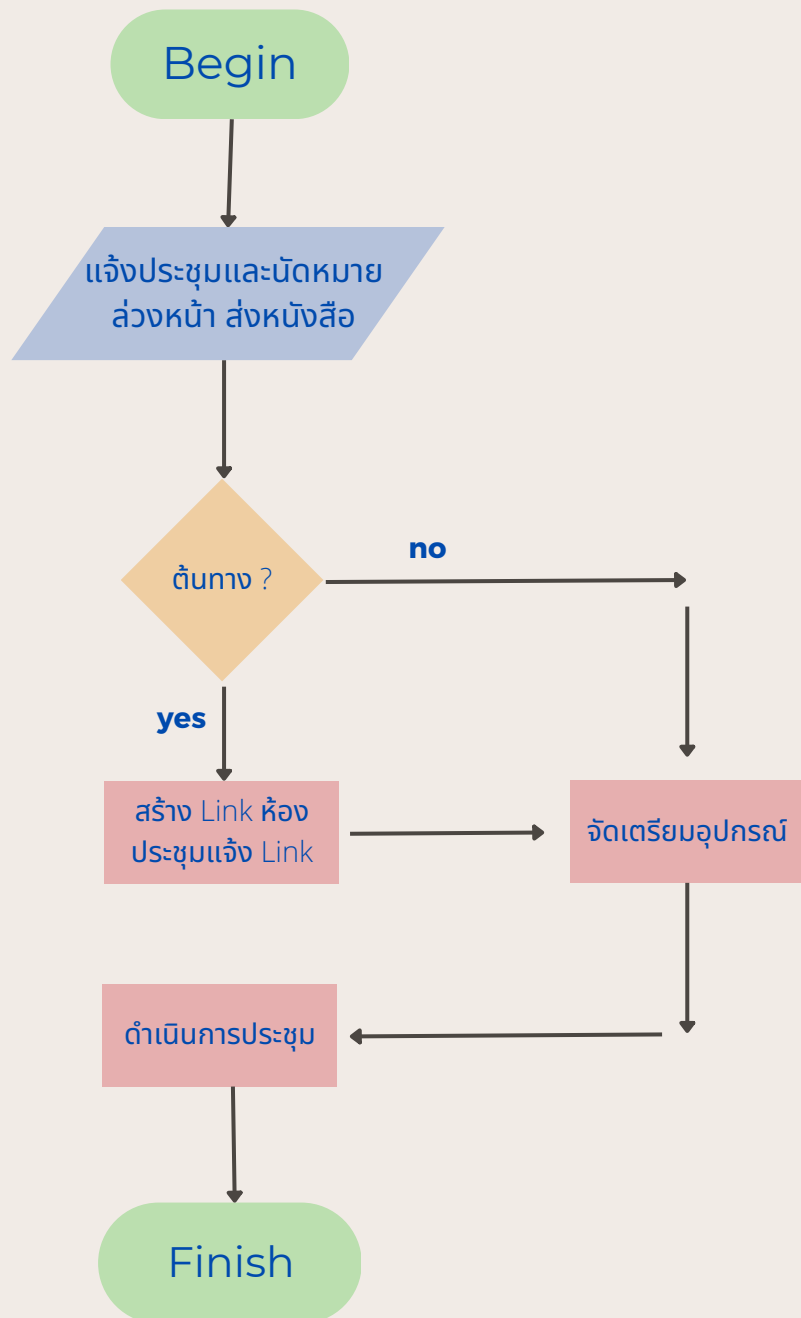 Begin
แจ้งประชุมและนัดหมาย
ล่วงหน้า ส่งหนังสือ
ต้นทาง ?
no
yes
สร้าง Link ห้อง
ประชุมแจ้ง Link
จัดเตรียมอุปกรณ์
ดำเนินการประชุม
Finish